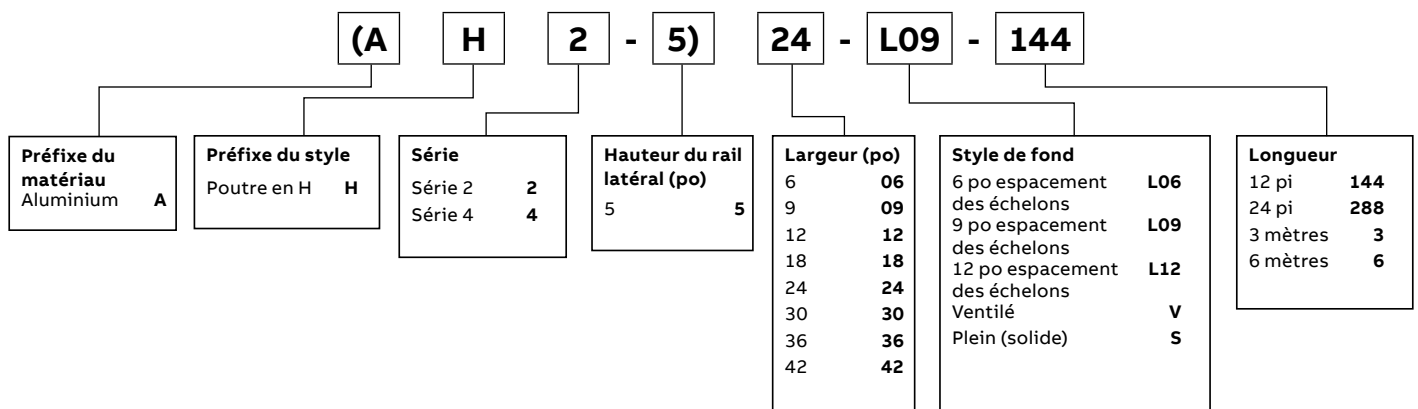 (A H 2 - 5) 24 - L09 - 144
Préfixe du
matériau
Aluminium A
Préfixe du style
Poutre en H H
Série
Série 2 2
Série 4 4
Hauteur du rail
latéral (po)
5 5
Largeur (po)
6 06
9 09
12 12
18 18
24 24
30 30
36 36
42 42
Style de fond
6 po espacement L06
des échelons
9 po espacement L09
des échelons
12 po espacement L12
des échelons
Ventilé V
Plein (solide) S
Longueur
12 pi 144
24 pi 288
3 mètres 3
6 mètres 6